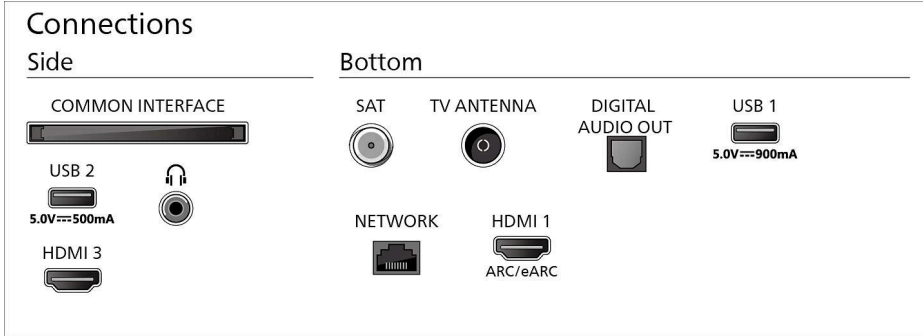 Connections
Side
COMMON INTERFACE
USB 2
5.0V⎓500mA
HDMI 3
Bottom
SAT
TV ANTENNA
DIGITAL
AUDIO OUT
USB 1
5.0V⎓900mA
NETWORK
HDMI 1
ARC/eARC